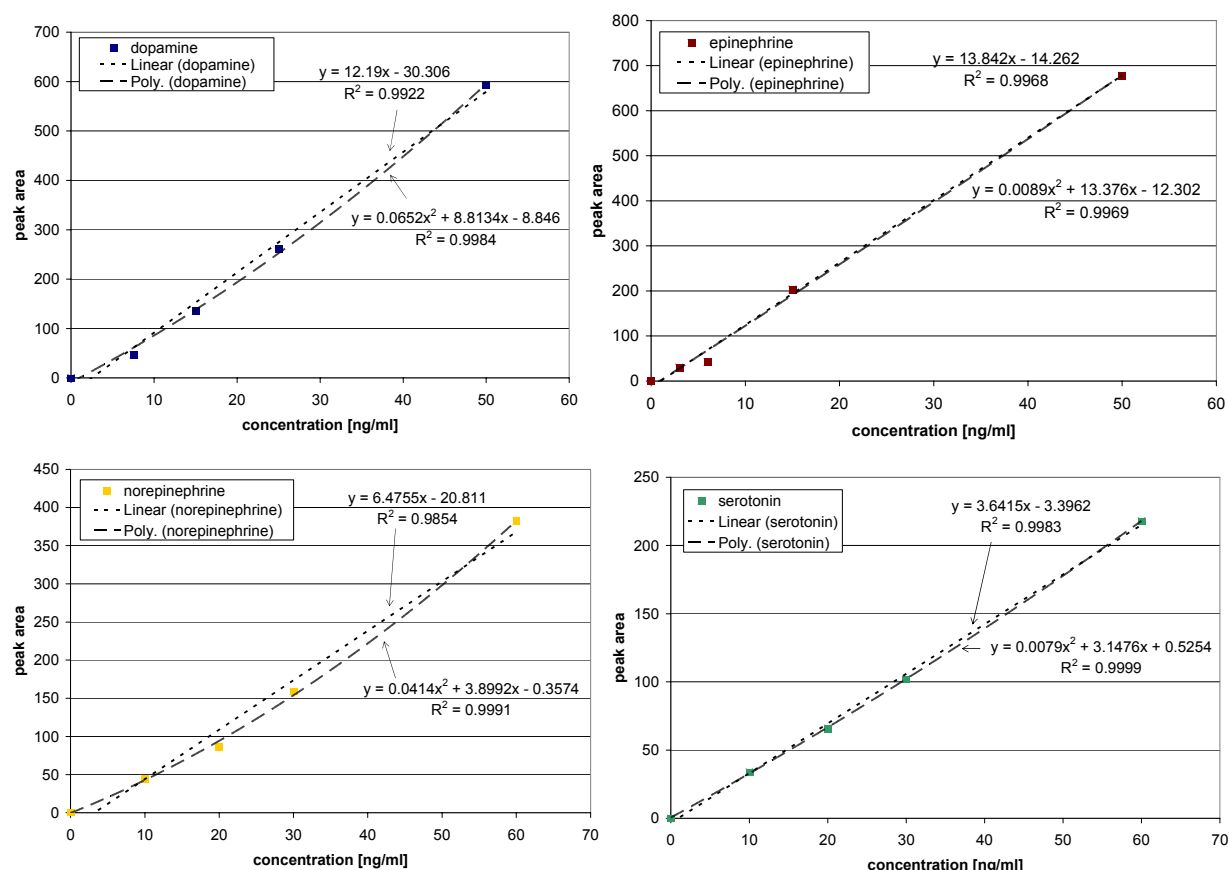 700
600
500
400
300
200
100
0
peak area
dopamine
Linear (dopamine)
Poly. (dopamine)
y = 12.19x - 30.306
R² = 0.9922
y = 0.0652x² + 8.8134x - 8.846
R² = 0.9984
0 10 20 30 40 50 60
concentration [ng/ml]
800
700
600
500
400
300
200
100
0
peak area
epinephrine
Linear (epinephrine)
Poly. (epinephrine)
y = 13.842x - 14.262
R² = 0.9968
y = 0.0089x² + 13.376x - 12.302
R² = 0.9969
0 10 20 30 40 50 60
concentration [ng/ml]
450
400
350
300
250
200
150
100
50
0
peak area
norepinephrine
Linear (norepinephrine)
Poly. (norepinephrine)
y = 6.4755x - 20.811
R² = 0.9854
y = 0.0414x² + 3.8992x - 0.3574
R² = 0.9991
0 10 20 30 40 50 60 70
concentration [ng/ml]
250
200
150
100
50
0
peak area
serotonin
Linear (serotonin)
Poly. (serotonin)
y = 3.6415x - 3.3962
R² = 0.9983
y = 0.0079x² + 3.1476x + 0.5254
R² = 0.9999
0 10 20 30 40 50 60 70
concentration [ng/ml]